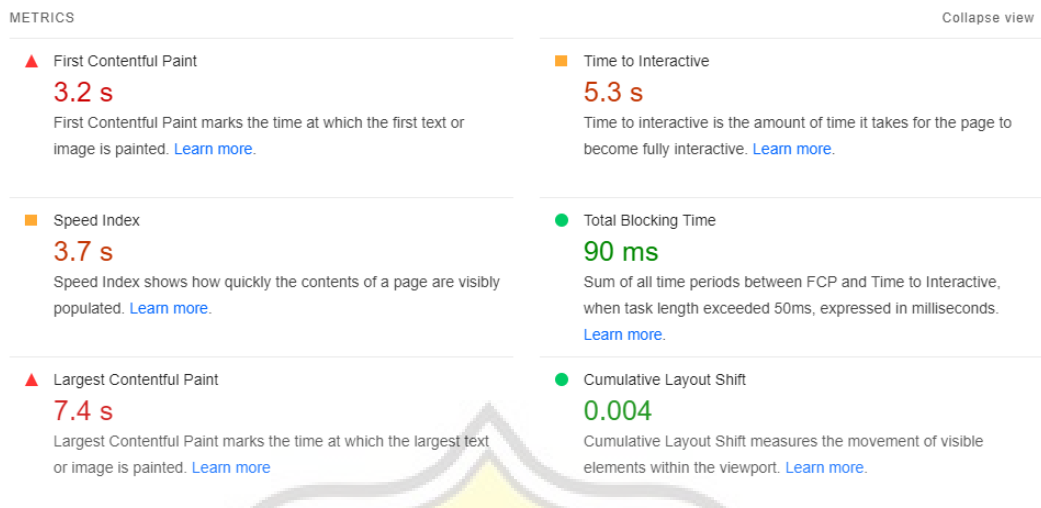 METRICS
Collapse view
First Contentful Paint
3.2 s
First Contentful Paint marks the time at which the first text or
image is painted. Learn more.
Time to Interactive
5.3 s
Time to interactive is the amount of time it takes for the page to
become fully interactive. Learn more.
Speed Index
3.7 s
Speed Index shows how quickly the contents of a page are visibly
populated. Learn more.
Total Blocking Time
90 ms
Sum of all time periods between FCP and Time to Interactive,
when task length exceeded 50ms, expressed in milliseconds.
Learn more.
Largest Contentful Paint
7.4 s
Largest Contentful Paint marks the time at which the largest text
or image is painted. Learn more
Cumulative Layout Shift
0.004
Cumulative Layout Shift measures the movement of visible
elements within the viewport. Learn more.